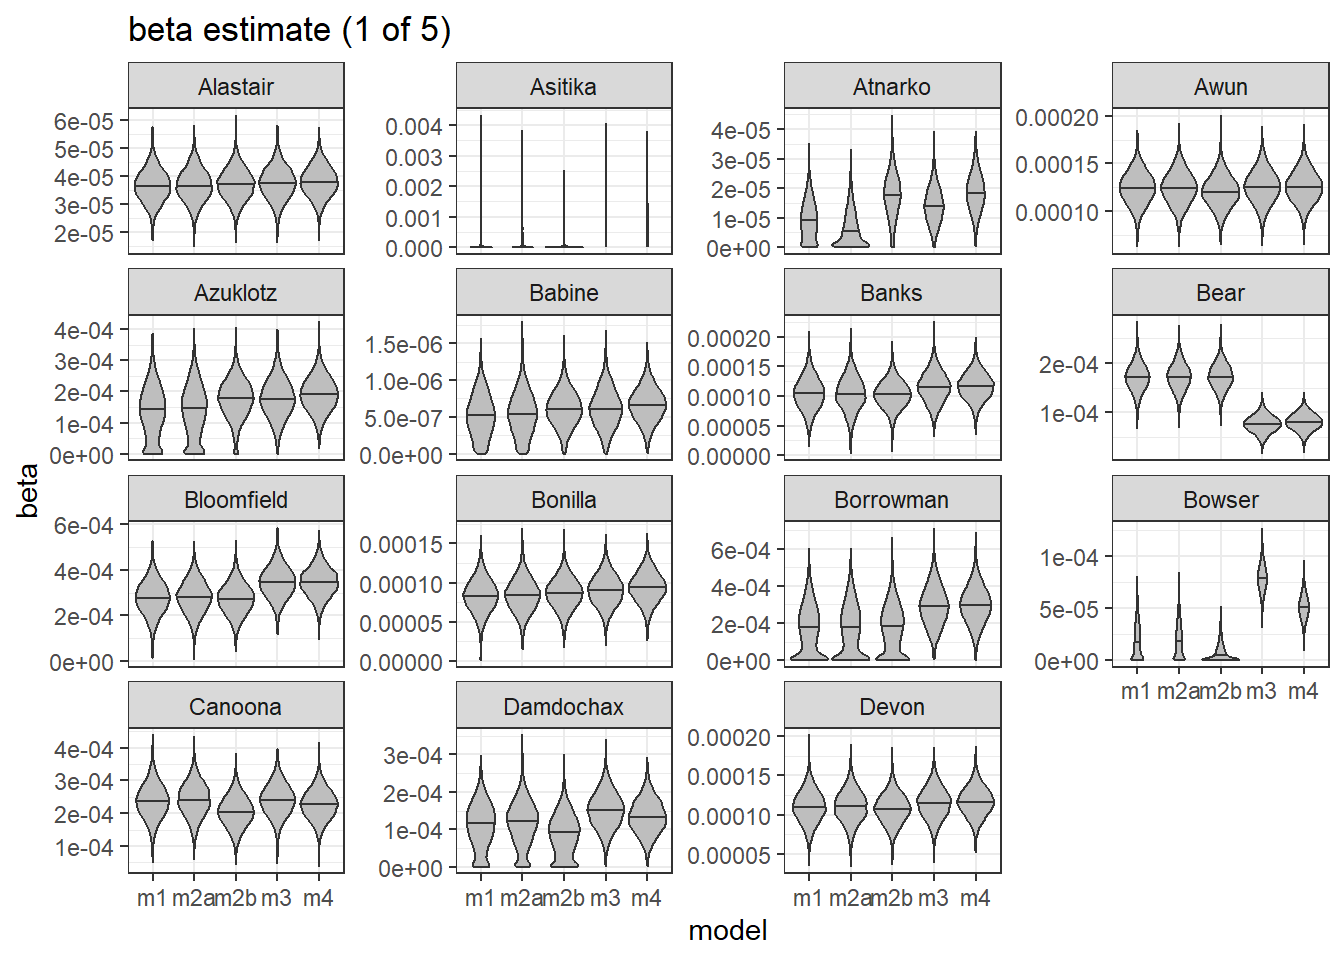 beta estimate (1 of 5)
Alastair
Asitika
Atnarko
Awun
6e-05
5e-05
4e-05
3e-05
2e-05
0.004
0.003
0.002
0.001
0.000
4e-05
3e-05
2e-05
1e-05
0e+00
0.00020
0.00015
0.00010
Azuklotz
Babine
Banks
Bear
4e-04
3e-04
2e-04
1e-04
0e+00
1.5e-06
1.0e-06
5.0e-07
0.0e+00
0.00020
0.00015
0.00010
0.00005
0.00000
2e-04
1e-04
beta
Bloomfield
Bonilla
Borrowman
Bowser
6e-04
4e-04
2e-04
0e+00
0.00015
0.00010
0.00005
0.00000
6e-04
4e-04
2e-04
0e+00
1e-04
5e-05
0e+00
m1 m2a m2b m3 m4
Canoona
Damdochax
Devon
4e-04
3e-04
2e-04
1e-04
3e-04
2e-04
1e-04
0e+00
0.00020
0.00015
0.00010
0.00005
m1 m2a m2b m3 m4
m1 m2a m2b m3 m4
m1 m2a m2b m3 m4
model